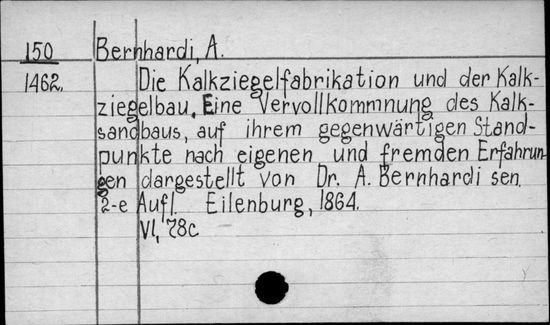 150 Bernhardi, A.
1462. Die Kalkziegelfabrikation und der Kalk-
ziegelbau. Eine Vervollkommnung des Kalk-
sandbaus, auf ihrem gegenwärtigen Stand-
punkte nach eigenen und fremden Erfahrun-
gen dargestellt von Dr. A. Bernhardi sen.
2-e Aufl. Eilenburg, 1864.
VI, 78c